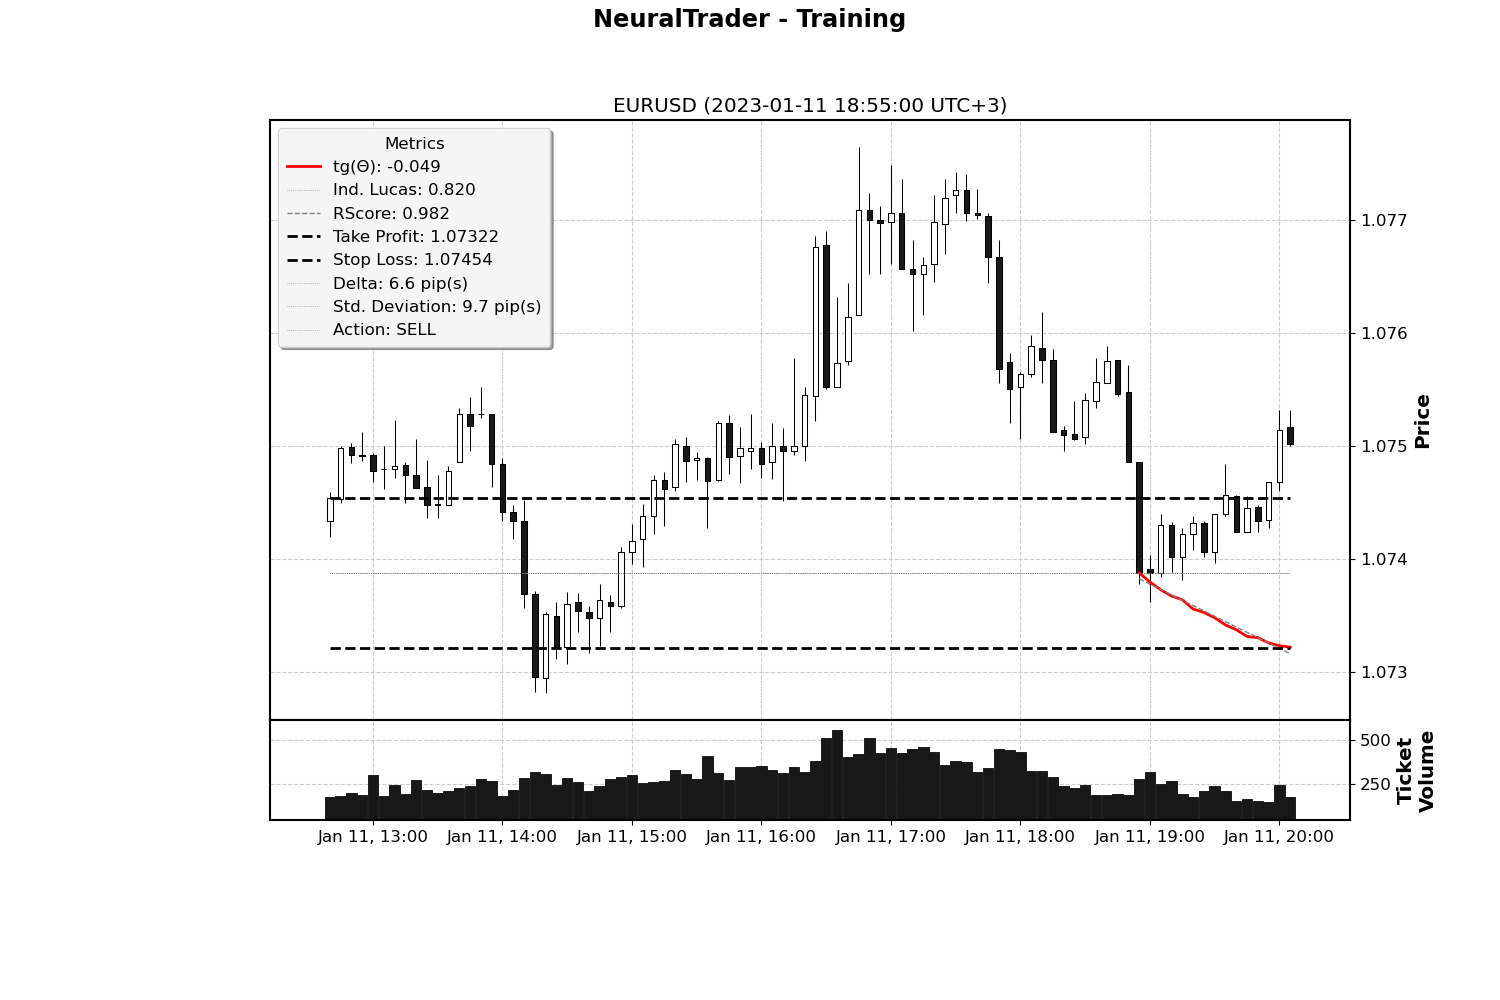 NeuralTrader - Training
EURUSD (2023-01-11 18:55:00 UTC+3)
Metrics
tg(Θ): -0.049
Ind. Lucas: 0.820
RScore: 0.982
Take Profit: 1.07322
Stop Loss: 1.07454
Delta: 6.6 pip(s)
Std. Deviation: 9.7 pip(s)
Action: SELL
1.077
1.076
1.075
1.074
1.073
Price
500
250
Ticket
Volume
Jan 11, 13:00
Jan 11, 14:00
Jan 11, 15:00
Jan 11, 16:00
Jan 11, 17:00
Jan 11, 18:00
Jan 11, 19:00
Jan 11, 20:00